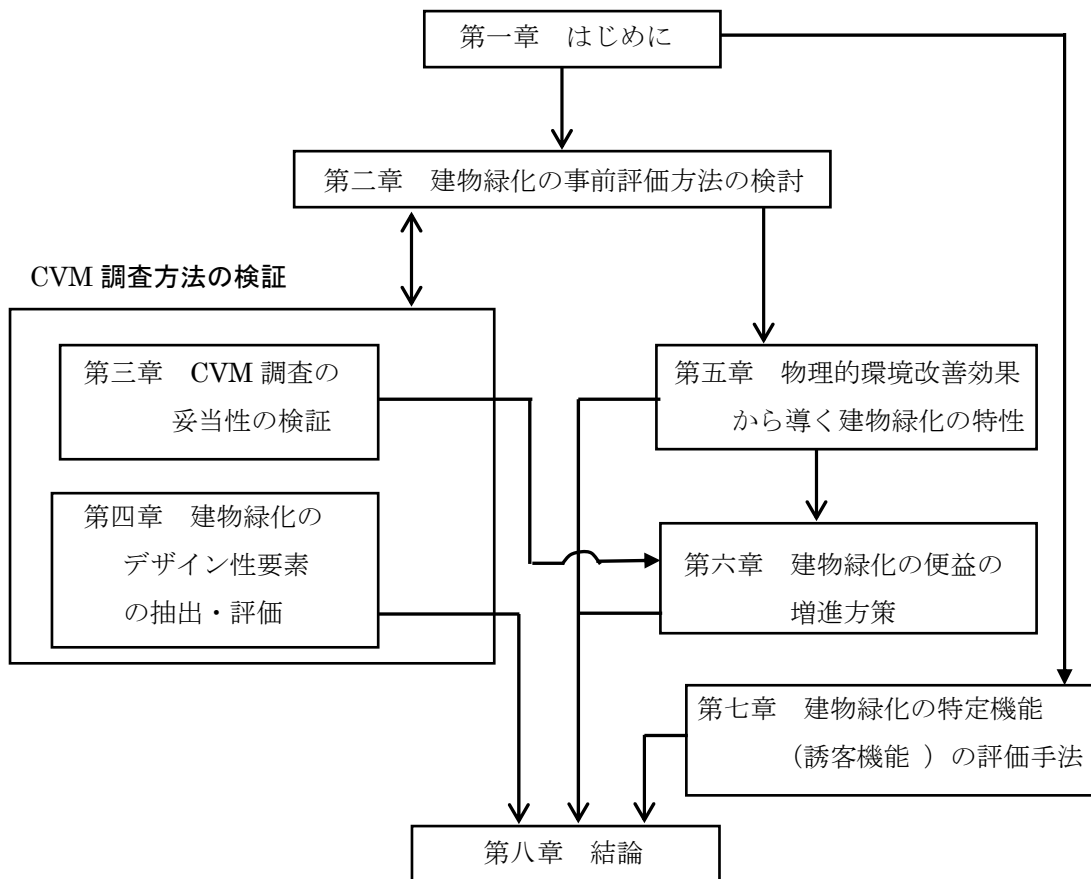 第一章　はじめに
第二章　建物緑化の事前評価方法の検討
CVM 調査方法の検証
第三章　CVM 調査の
妥当性の検証
第四章　建物緑化の
デザイン性要素
の抽出・評価
第五章　物理的環境改善効果
から導く建物緑化の特性
第六章　建物緑化の便益の
増進方策
第七章　建物緑化の特定機能
（誘客機能 ）の評価手法
第八章　結論